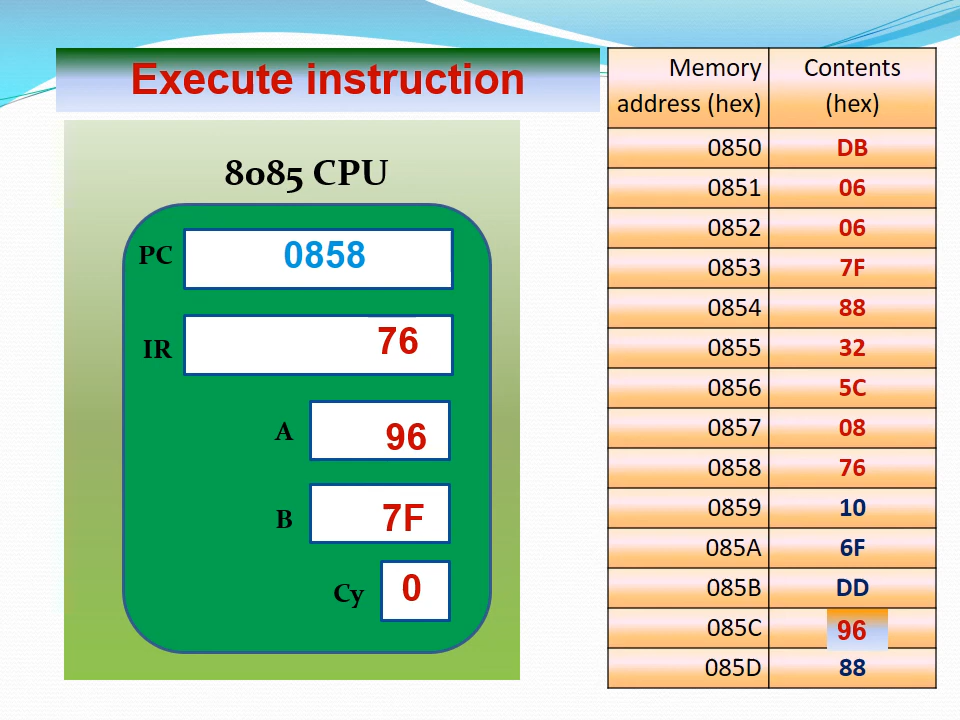 Execute instruction
8085 CPU
PC 0858
IR 76
A 96
B 7F
Cy 0
Memory address (hex) Contents (hex)
0850 DB
0851 06
0852 06
0853 7F
0854 88
0855 32
0856 5C
0857 08
0858 76
0859 10
085A 6F
085B DD
085C 96
085D 88